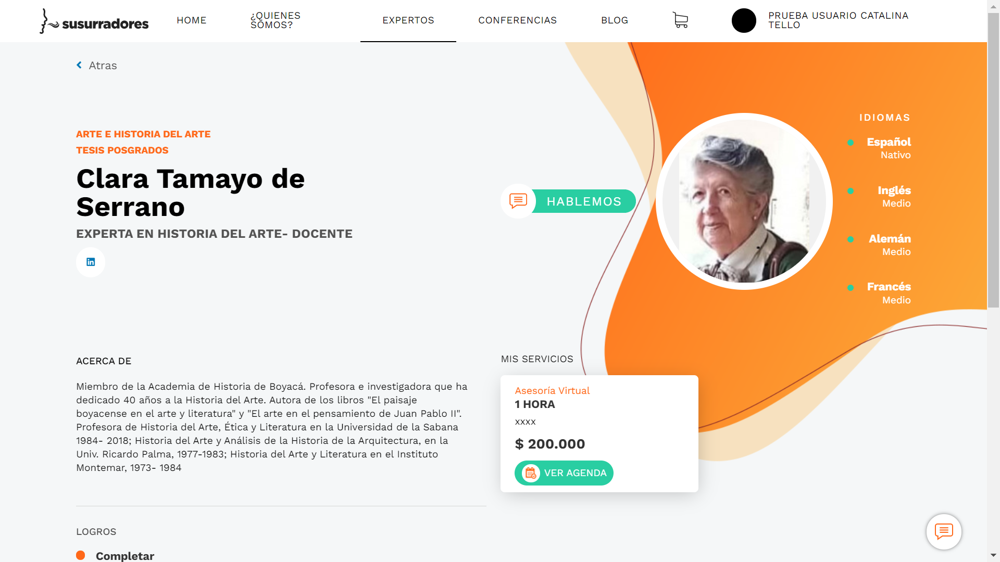 susurradores
HOME
¿QUIENES
SOMOS?
EXPERTOS
CONFERENCIAS
BLOG
PRUEBA USUARIO CATALINA
TELLO
Atras
ARTE E HISTORIA DEL ARTE
TESIS POSGRADOS
Clara Tamayo de
Serrano
EXPERTA EN HISTORIA DEL ARTE- DOCENTE
in
HABLEMOS
IDIOMAS
Español
Nativo
Inglés
Medio
Alemán
Medio
Francés
Medio
ACERCA DE
Miembro de la Academia de Historia de Boyacá. Profesora e investigadora que ha
dedicado 40 años a la Historia del Arte. Autora de los libros "El paisaje
boyacense en el arte y literatura" y "El arte en el pensamiento de Juan Pablo II".
Profesora de Historia del Arte, Ética y Literatura en la Universidad de la Sabana
1984- 2018; Historia del Arte y Análisis de la Historia de la Arquitectura, en la
Univ. Ricardo Palma, 1977-1983; Historia del Arte y Literatura en el Instituto
Montemar, 1973- 1984
MIS SERVICIOS
Asesoría Virtual
1 HORA
xxxx
$ 200.000
VER AGENDA
LOGROS
Completar